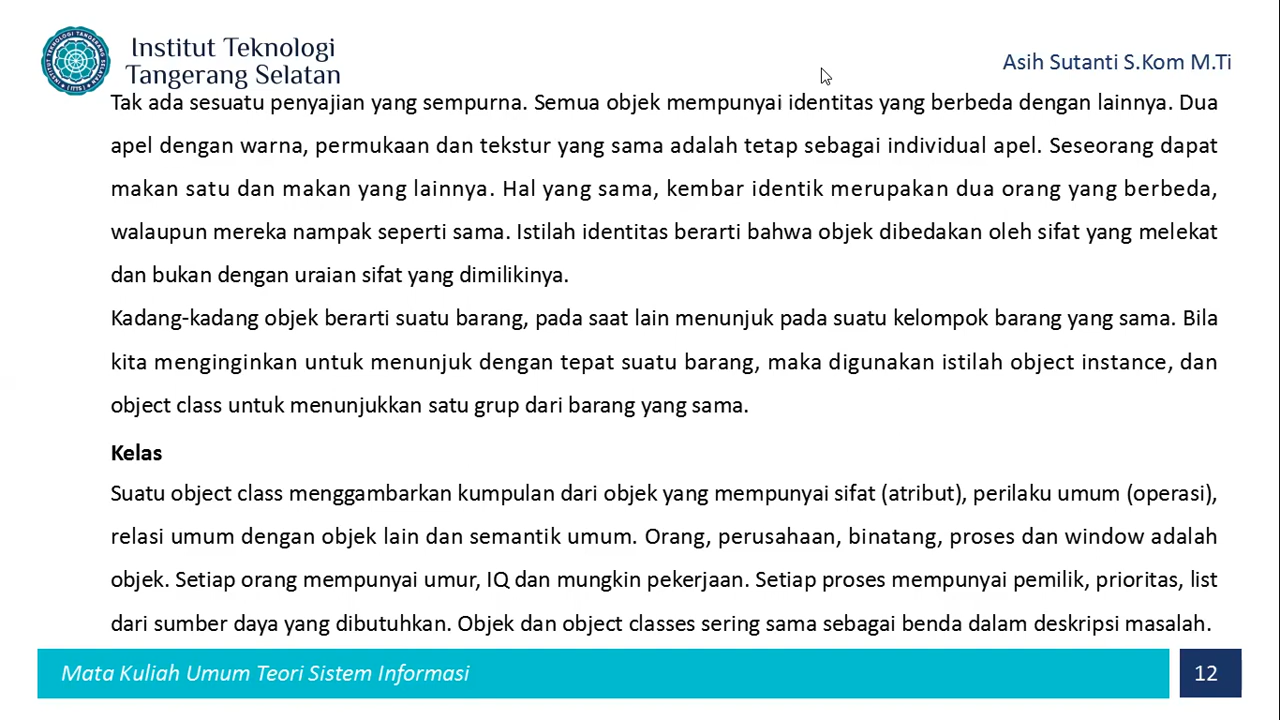 Institut Teknologi
Tangerang Selatan
Asih Sutanti S.Kom M.Ti
Tak ada sesuatu penyajian yang sempurna. Semua objek mempunyai identitas yang berbeda dengan lainnya. Dua
apel dengan warna, permukaan dan tekstur yang sama adalah tetap sebagai individual apel. Seseorang dapat
makan satu dan makan yang lainnya. Hal yang sama, kembar identik merupakan dua orang yang berbeda,
walaupun mereka nampak seperti sama. Istilah identitas berarti bahwa objek dibedakan oleh sifat yang melekat
dan bukan dengan uraian sifat yang dimilikinya.
Kadang-kadang objek berarti suatu barang, pada saat lain menunjuk pada suatu kelompok barang yang sama. Bila
kita menginginkan untuk menunjuk dengan tepat suatu barang, maka digunakan istilah object instance, dan
object class untuk menunjukkan satu grup dari barang yang sama.
Kelas
Suatu object class menggambarkan kumpulan dari objek yang mempunyai sifat (atribut), perilaku umum (operasi),
relasi umum dengan objek lain dan semantik umum. Orang, perusahaan, binatang, proses dan window adalah
objek. Setiap orang mempunyai umur, IQ dan mungkin pekerjaan. Setiap proses mempunyai pemilik, prioritas, list
dari sumber daya yang dibutuhkan. Objek dan object classes sering sama sebagai benda dalam deskripsi masalah.
Mata Kuliah Umum Teori Sistem Informasi
12